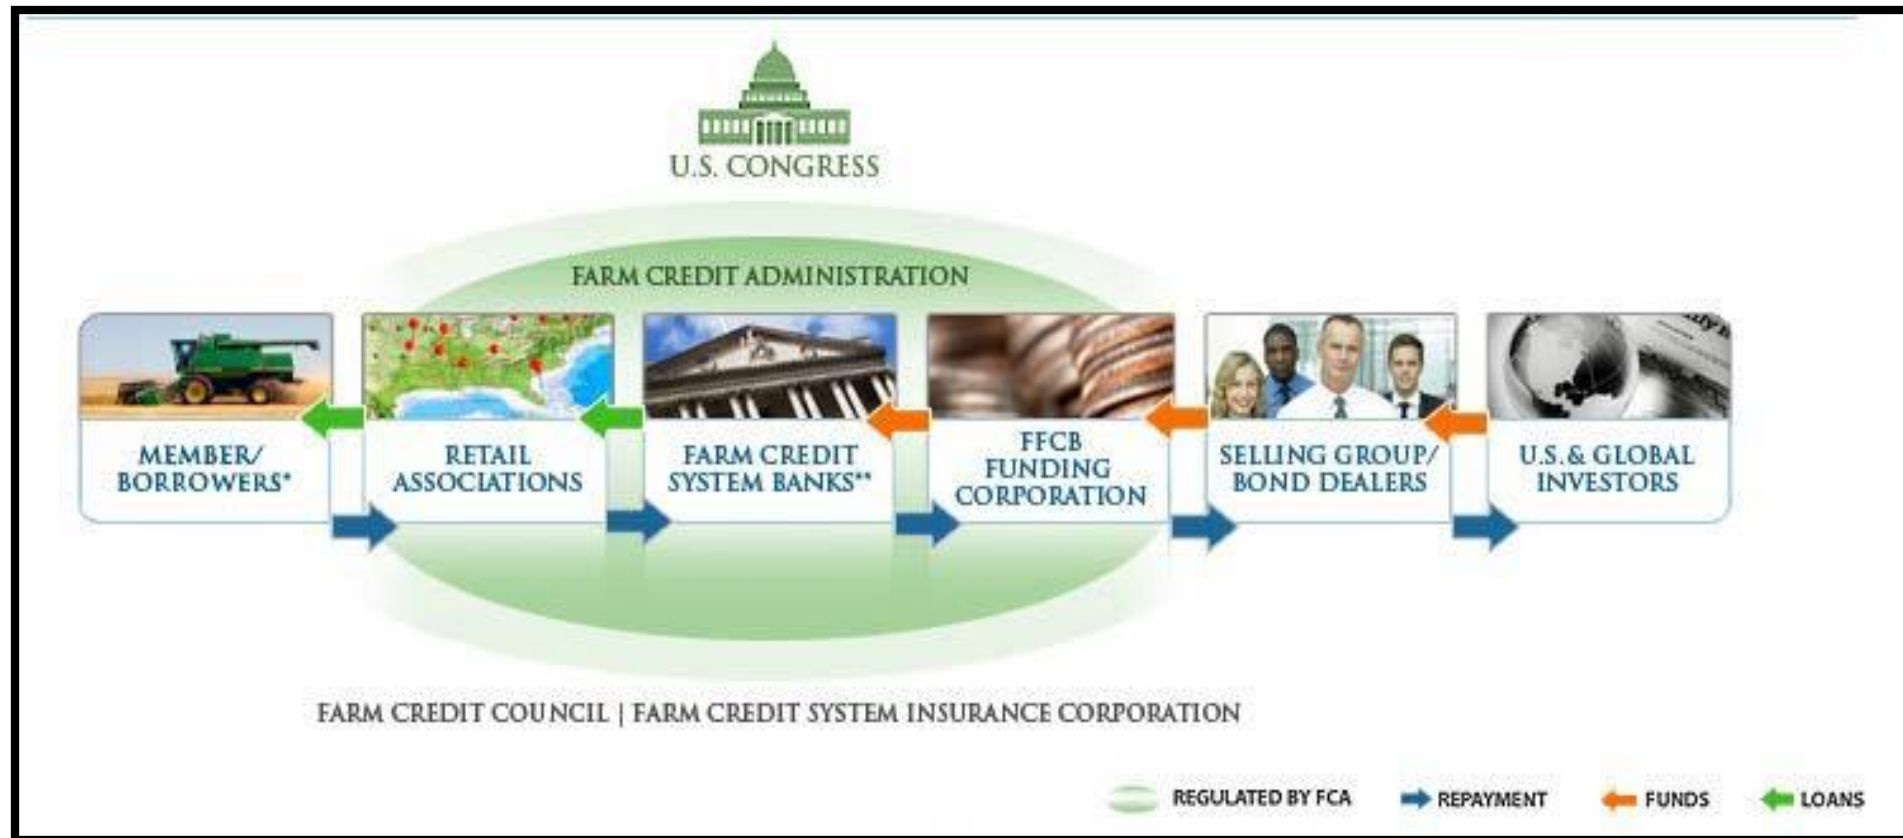 U.S. CONGRESS
FARM CREDIT ADMINISTRATION
MEMBER/
BORROWERS*
RETAIL
ASSOCIATIONS
FARM CREDIT
SYSTEM BANKS**
FFCB
FUNDING
CORPORATION
SELLING GROUP/
BOND DEALERS
U.S. & GLOBAL
INVESTORS
FARM CREDIT COUNCIL | FARM CREDIT SYSTEM INSURANCE CORPORATION
REGULATED BY FCA
REPAYMENT
FUNDS
LOANS